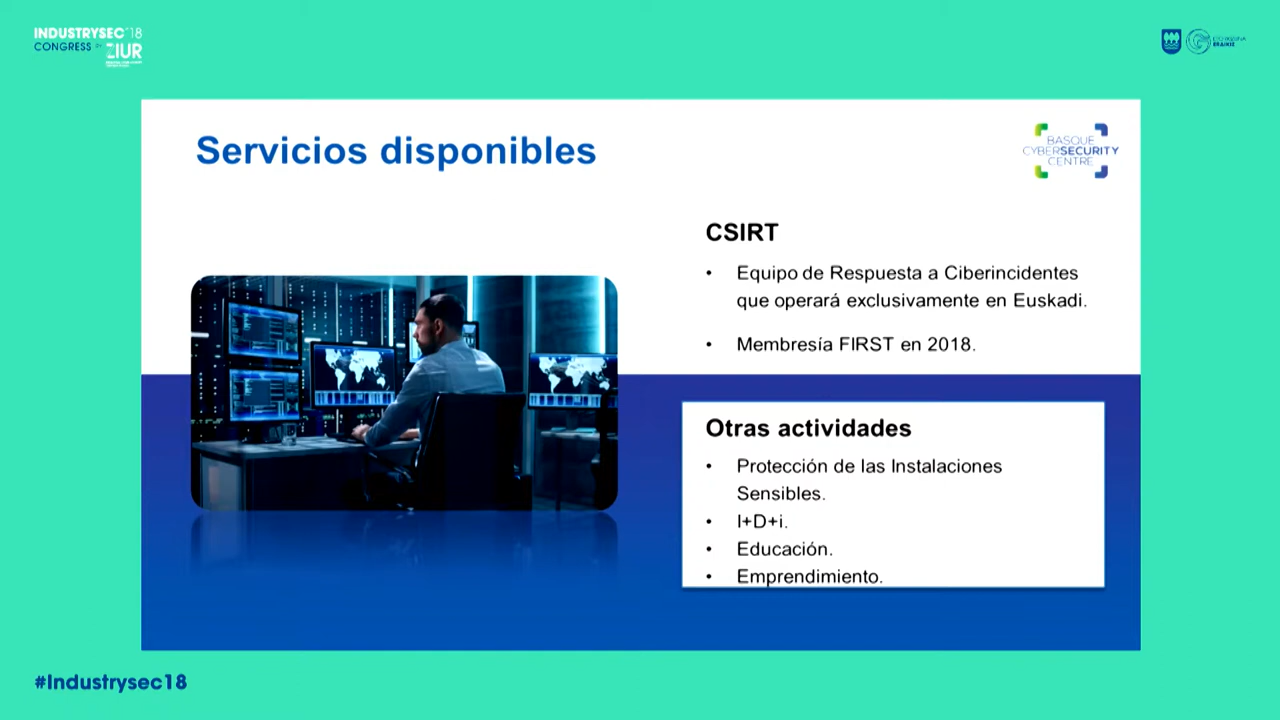 INDUSTRYSEC'18
CONGRESS BY ZIUR
Servicios disponibles
BASQUE
CYBERSECURITY
CENTRE
CSIRT
• Equipo de Respuesta a Ciberincidentes
que operará exclusivamente en Euskadi.
• Membresía FIRST en 2018.
Otras actividades
• Protección de las Instalaciones
Sensibles.
• I+D+i.
• Educación.
• Emprendimiento.
#Industrysec18